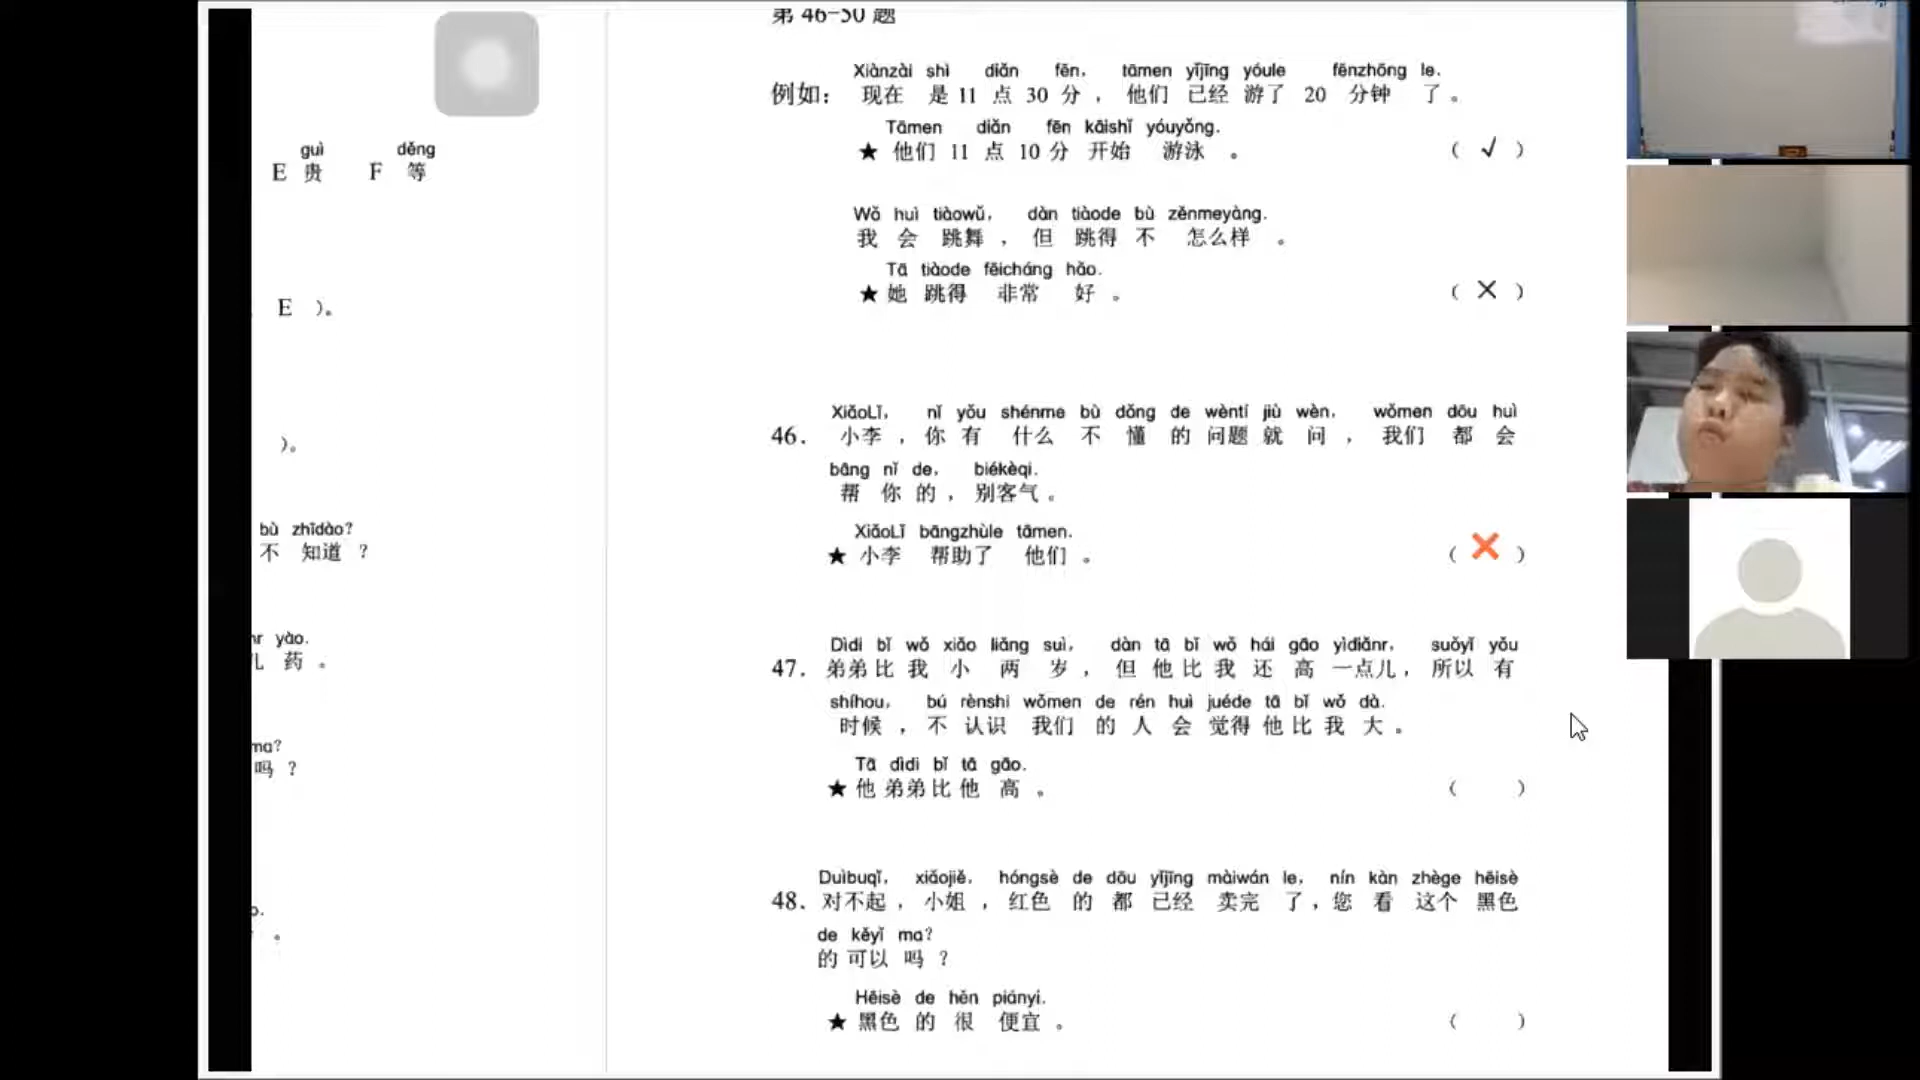 guì děng
E 贵 F 等
E )。
)。
bù zhīdào?
不 知道 ?
yào.
儿 药 。
ma?
吗 ?
第 46-50 题
Xiànzài shì diǎn fēn, tāmen yǐjīng yóule fēnzhōng le.
例如: 现在 是 11 点 30 分 , 他们 已经 游了 20 分钟 了 。
Tāmen diǎn fēn kāishǐ yóuyǒng.
★ 他们 11 点 10 分 开始 游泳 。 ( √ )
Wǒ huì tiàowǔ, dàn tiàode bù zěnmeyàng.
我 会 跳舞 , 但 跳得 不 怎么样 。
Tā tiàode fēicháng hǎo.
★ 她 跳得 非常 好 。 ( × )
XiǎoLǐ, nǐ yǒu shénme bù dǒng de wèntí jiù wèn, wǒmen dōu huì
46. 小李 , 你 有 什么 不 懂 的 问题 就 问 , 我们 都 会
bāng nǐ de, biékèqi.
帮 你 的 , 别客气 。
XiǎoLǐ bāngzhùle tāmen.
★ 小李 帮助了 他们 。 ( × )
Dìdi bǐ wǒ xiǎo liǎng suì, dàn tā bǐ wǒ hái gāo yìdiǎnr, suǒyǐ yǒu
47. 弟弟 比 我 小 两 岁 , 但 他 比 我 还 高 一点儿 , 所以 有
shíhou, bú rènshi wǒmen de rén huì juéde tā bǐ wǒ dà.
时候 , 不 认识 我们 的 人 会 觉得 他 比 我 大 。
Tā dìdi bǐ tā gāo.
★ 他 弟弟 比 他 高 。 ( )
Duìbuqǐ, xiǎojiě, hóngsè de dōu yǐjīng màiwán le, nín kàn zhège hēisè
48. 对不起 , 小姐 , 红色 的 都 已经 卖完 了 , 您 看 这个 黑色
de kěyǐ ma?
的 可以 吗 ?
Hēisè de hěn piányi.
★ 黑色 的 很 便宜 。 ( )